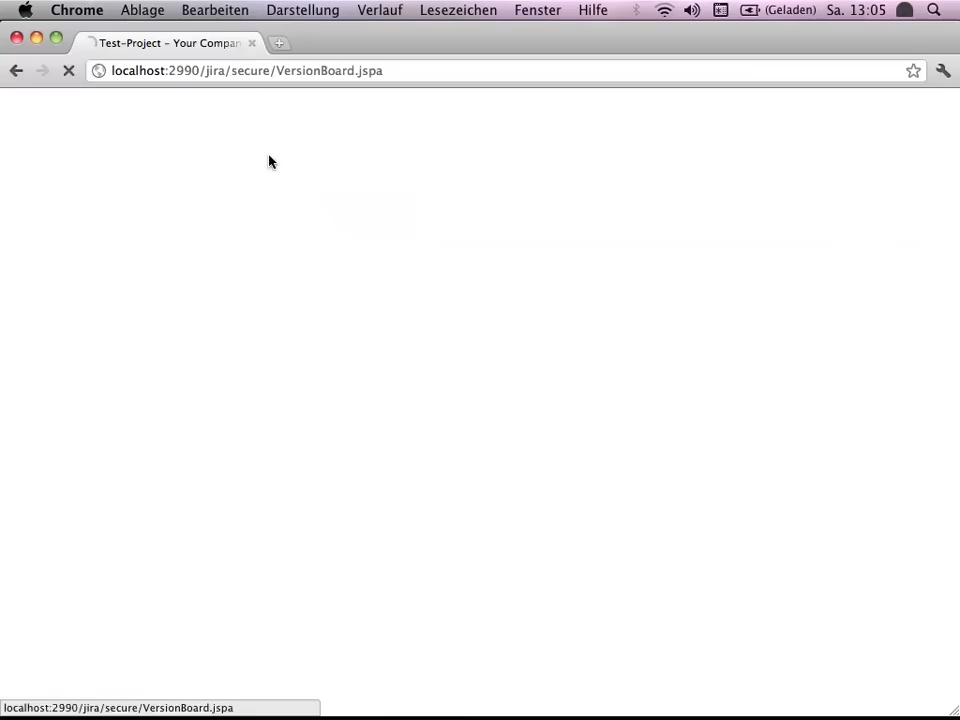 Chrome Ablage Bearbeiten Darstellung Verlauf Lesezeichen Fenster Hilfe (Geladen) Sa. 13:05
Test-Project – Your Compan
localhost:2990/jira/secure/VersionBoard.jspa
localhost:2990/jira/secure/VersionBoard.jspa